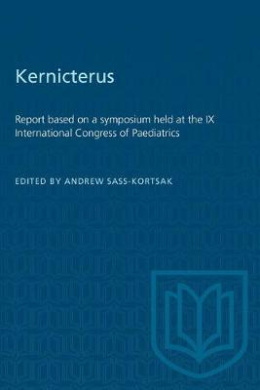 Kernicterus
Report based on a symposium held at the IX
International Congress of Paediatrics
EDITED BY ANDREW SASS-KORTSAK